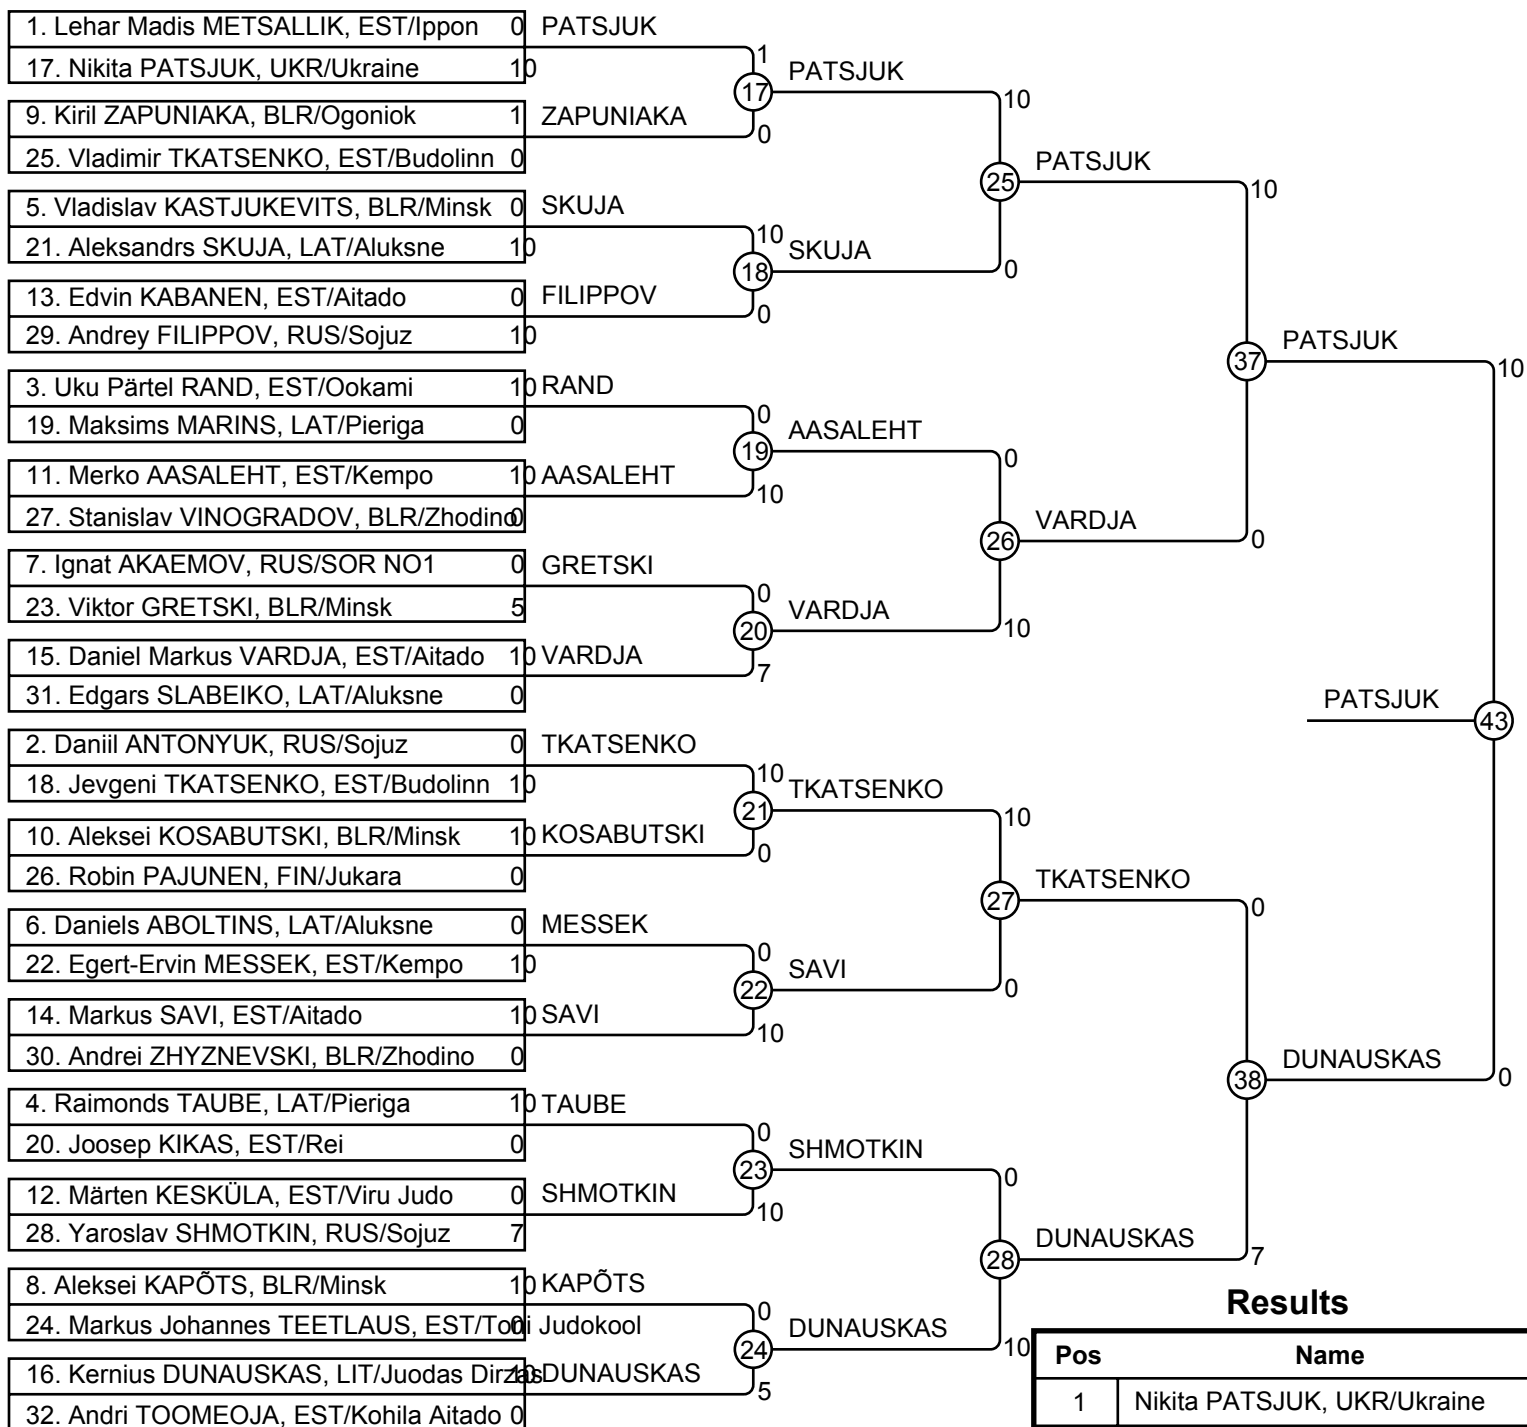 1. Lehar Madis METSALLIK, EST/Ippon 0 PATSJUK
17. Nikita PATSJUK, UKR/Ukraine 10
1
17
PATSJUK
9. Kiril ZAPUNIAKA, BLR/Ogoniok 1 ZAPUNIAKA
0
25. Vladimir TKATSENKO, EST/Budolinn 0
10
25
PATSJUK
5. Vladislav KASTJUKEVITS, BLR/Minsk 0 SKUJA
21. Aleksandrs SKUJA, LAT/Aluksne 10
10
18
SKUJA
0
13. Edvin KABANEN, EST/Aitado 0 FILIPPOV
0
29. Andrey FILIPPOV, RUS/Sojuz 10
10
37
PATSJUK
3. Uku Pärtel RAND, EST/Ookami 10 RAND
19. Maksims MARINS, LAT/Pieriga 0
0
19
AASALEHT
11. Merko AASALEHT, EST/Kempo 10 AASALEHT
10
27. Stanislav VINOGRADOV, BLR/Zhodino 0
0
26
VARDJA
0
7. Ignat AKAEMOV, RUS/SOR NO1 0 GRETSKI
23. Viktor GRETSKI, BLR/Minsk 5
0
20
VARDJA
10
15. Daniel Markus VARDJA, EST/Aitado 10 VARDJA
7
31. Edgars SLABEIKO, LAT/Aluksne 0
10
PATSJUK
43
2. Daniil ANTONYUK, RUS/Sojuz 0 TKATSENKO
18. Jevgeni TKATSENKO, EST/Budolinn 10
10
21
TKATSENKO
10. Aleksei KOSABUTSKI, BLR/Minsk 10 KOSABUTSKI
0
26. Robin PAJUNEN, FIN/Jukara 0
10
27
TKATSENKO
0
6. Daniels ABOLTINS, LAT/Aluksne 0 MESSEK
22. Egert-Ervin MESSEK, EST/Kempo 10
0
22
SAVI
0
14. Markus SAVI, EST/Aitado 10 SAVI
10
30. Andrei ZHYZNEVSKI, BLR/Zhodino 0
38
DUNAUSKAS
0
4. Raimonds TAUBE, LAT/Pieriga 10 TAUBE
20. Joosep KIKAS, EST/Rei 0
0
23
SHMOTKIN
12. Märten KESKÜLA, EST/Viru Judo 0 SHMOTKIN
10
28. Yaroslav SHMOTKIN, RUS/Sojuz 7
0
28
DUNAUSKAS
7
8. Aleksei KAPÕTS, BLR/Minsk 10 KAPÕTS
24. Markus Johannes TEETLAUS, EST/Toni Judokool 0
0
24
DUNAUSKAS
10
16. Kernius DUNAUSKAS, LIT/Juodas Dirzas 10 DUNAUSKAS
5
32. Andri TOOMEOJA, EST/Kohila Aitado 0
Results
Pos Name
1 Nikita PATSJUK, UKR/Ukraine